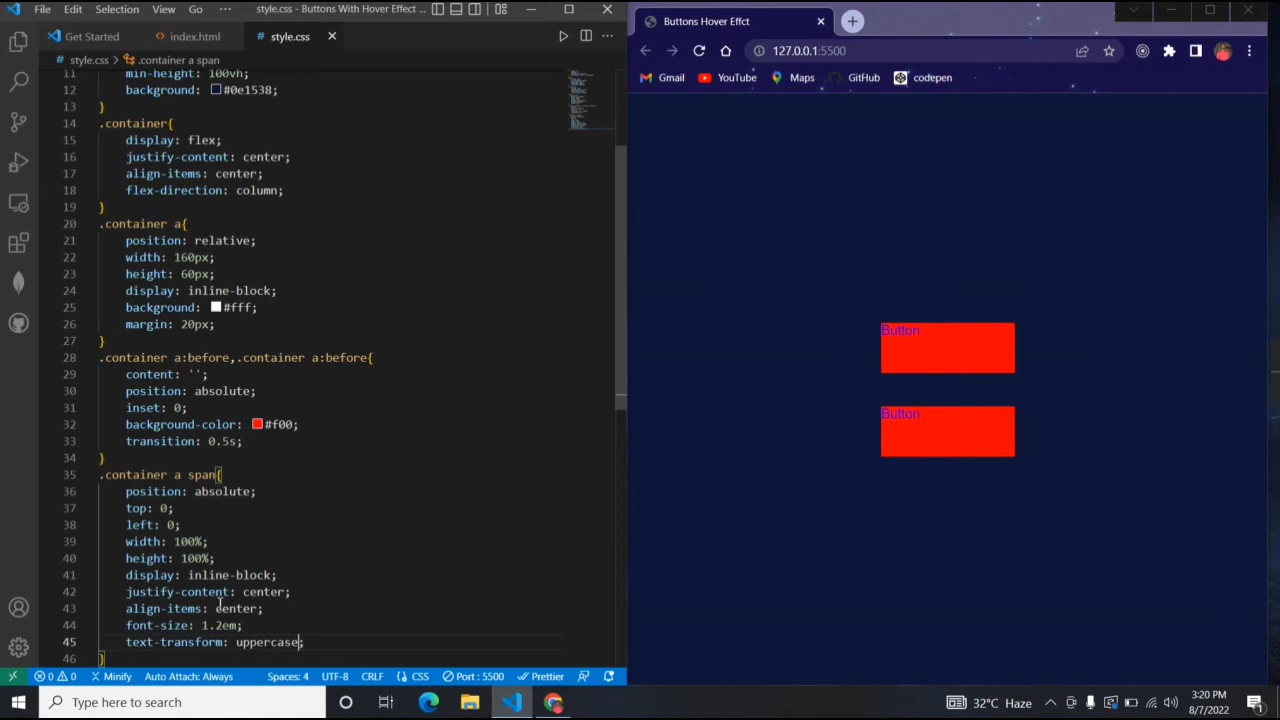 File Edit Selection View Go ··· style.css - Buttons With Hover Effect ...
Get Started index.html style.css
style.css > .container a span
11 min-height: 100vh;
12 background: #0e1538;
13 }
14 .container{
15 display: flex;
16 justify-content: center;
17 align-items: center;
18 flex-direction: column;
19 }
20 .container a{
21 position: relative;
22 width: 160px;
23 height: 60px;
24 display: inline-block;
25 background: #fff;
26 margin: 20px;
27 }
28 .container a:before,.container a:before{
29 content: '';
30 position: absolute;
31 inset: 0;
32 background-color: #f00;
33 transition: 0.5s;
34 }
35 .container a span{
36 position: absolute;
37 top: 0;
38 left: 0;
39 width: 100%;
40 height: 100%;
41 display: inline-block;
42 justify-content: center;
43 align-items: center;
44 font-size: 1.2em;
45 text-transform: uppercase;
46 }
0 0 Minify Auto Attach: Always Spaces: 4 UTF-8 CRLF {} CSS Port : 5500 Prettier
Buttons Hover Effct
127.0.0.1:5500
Gmail YouTube Maps GitHub codepen
Button
Button
Type here to search
32°C Haze
3:20 PM
8/7/2022
1